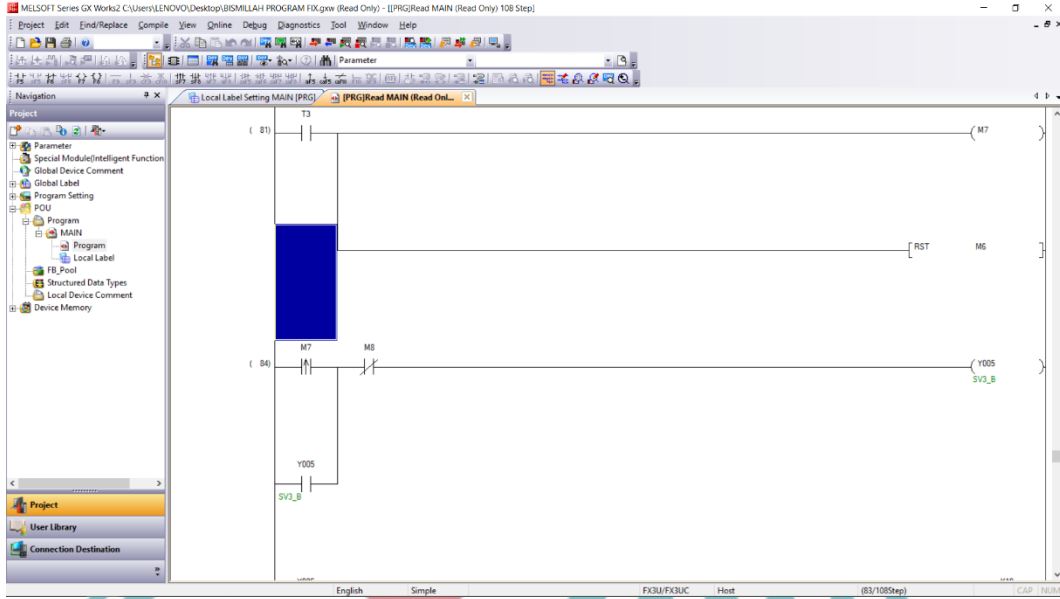 MELSOFT Series GX Works2 C:\Users\LENOVO\Desktop\BISMILLAH PROGRAM FIX.gxw (Read Only) - [[PRG]Read MAIN (Read Only) 108 Step]
Project Edit Find/Replace Compile View Online Debug Diagnostics Tool Window Help
Parameter
Navigation
Local Label Setting MAIN [PRG]
[PRG]Read MAIN (Read Onl...
Project
Parameter
Special Module(Intelligent Function
Global Device Comment
Global Label
Program Setting
POU
Program
MAIN
Program
Local Label
FB_Pool
Structured Data Types
Local Device Comment
Device Memory
Project
User Library
Connection Destination
T3
( 81) M7
RST M6
M7 M8
( 84) Y005
SV3_B
Y005
SV3_B
English Simple FX3U/FX3UC Host (83/108Step) CAP NUM